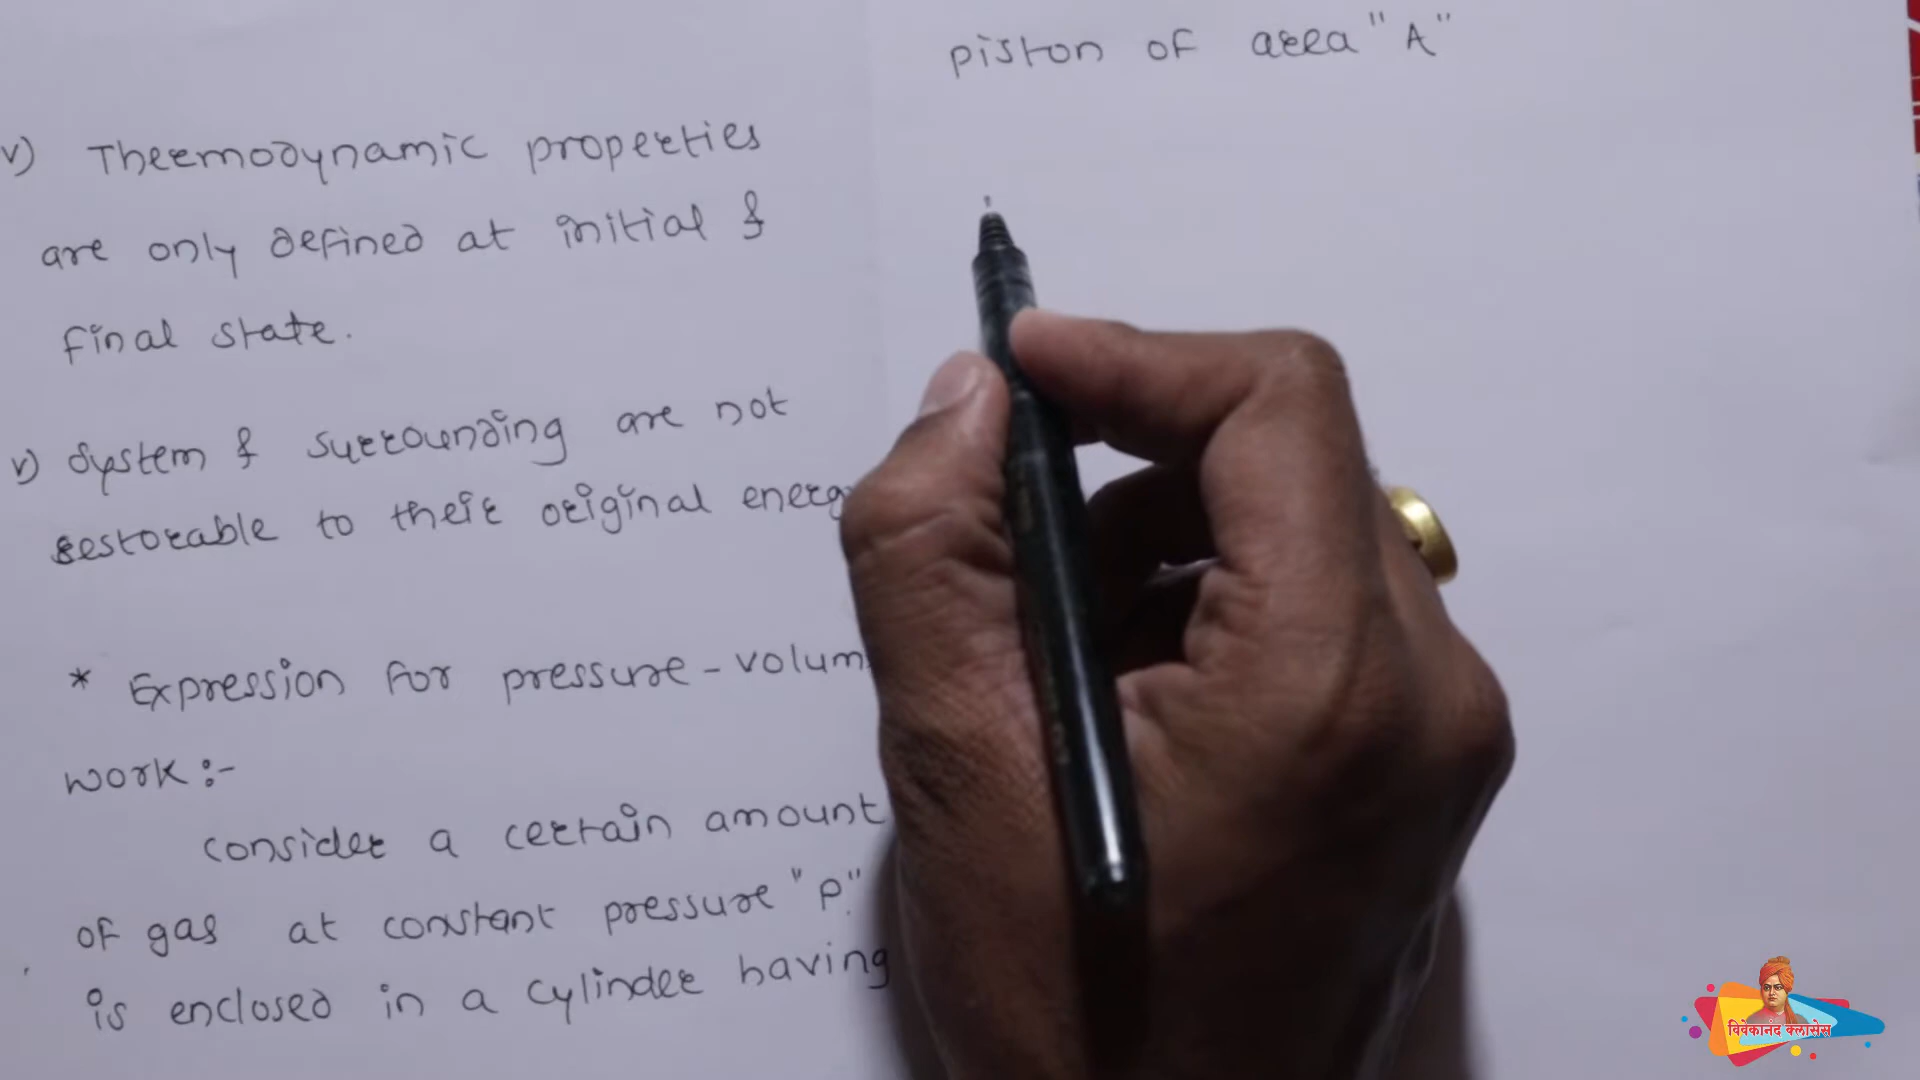 v) Thermodynamic properties
are only defined at initial &
final state.
v) System & surrounding are not
restorable to their original energ
* Expression for pressure-volum
work:-
consider a certain amount
of gas at constant pressure "P."
is enclosed in a cylinder having
piston of area "A"
विवेकानंद क्लासेस